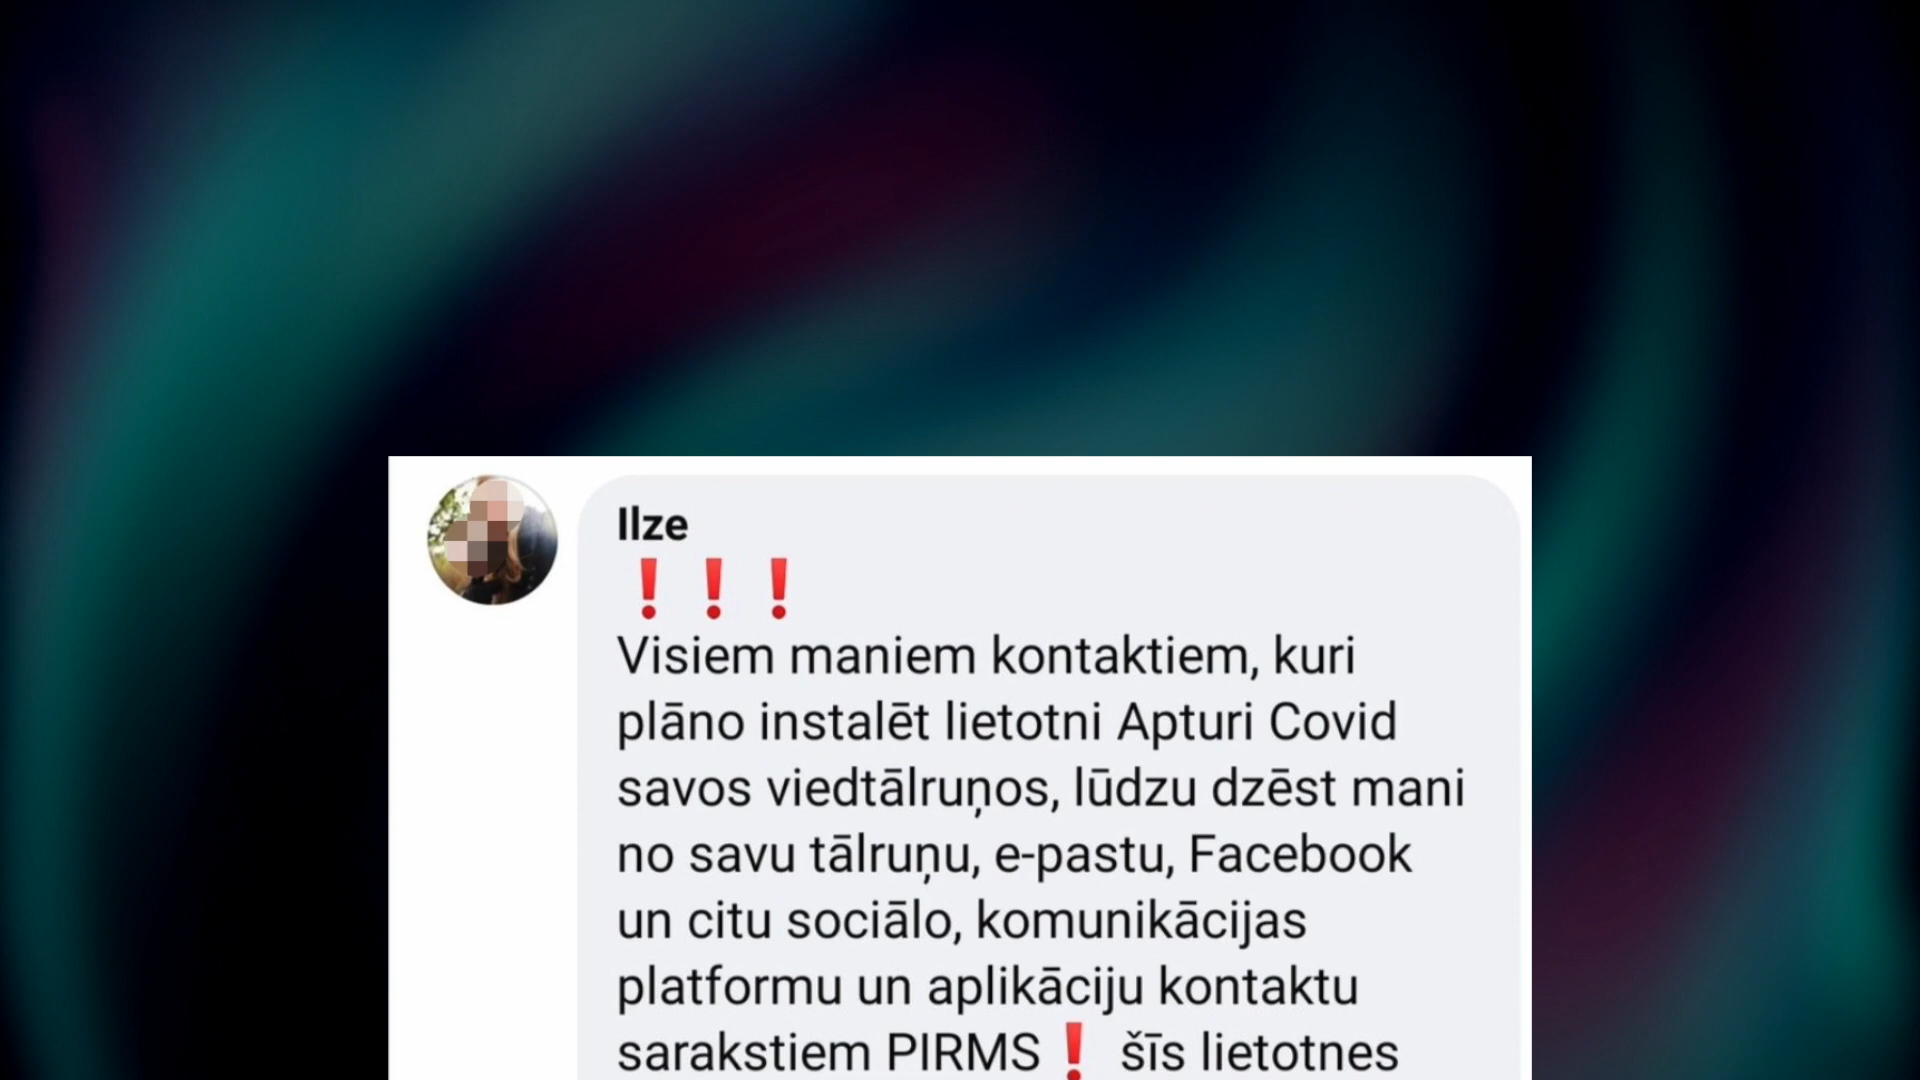 Ilze
❗❗❗
Visiem maniem kontaktiem, kuri
plāno instalēt lietotni Apturi Covid
savos viedtālruņos, lūdzu dzēst mani
no savu tālruņu, e-pastu, Facebook
un citu sociālo, komunikācijas
platformu un aplikāciju kontaktu
sarakstiem PIRMS❗ šīs lietotnes